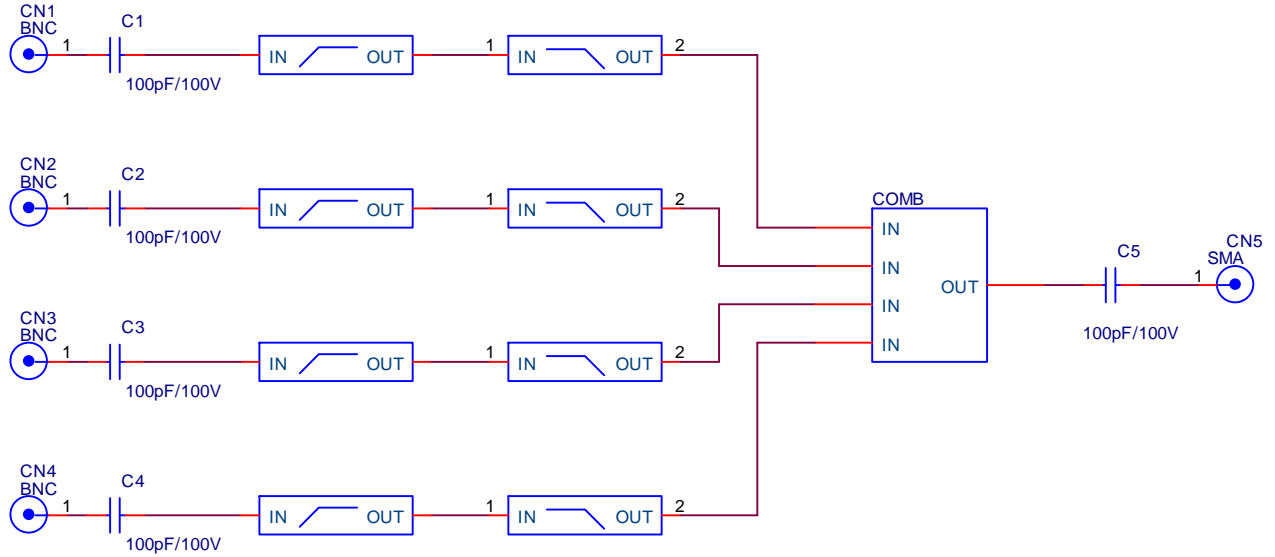 CN1
BNC
1
C1
100pF/100V
IN
OUT
1
IN
OUT
2
CN2
BNC
1
C2
100pF/100V
IN
OUT
1
IN
OUT
2
COMB
IN
IN
IN
IN
OUT
C5
100pF/100V
1
CN5
SMA
CN3
BNC
1
C3
100pF/100V
IN
OUT
1
IN
OUT
2
CN4
BNC
1
C4
100pF/100V
IN
OUT
1
IN
OUT
2